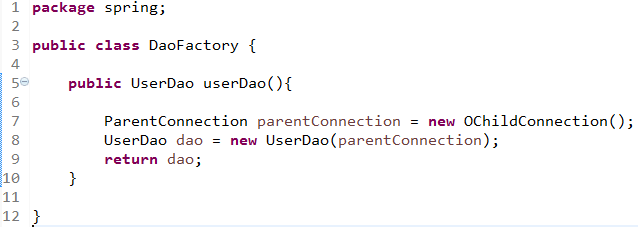 1 package spring;
2
3 public class DaoFactory {
4
5 public UserDao userDao(){
6
7 ParentConnection parentConnection = new OChildConnection();
8 UserDao dao = new UserDao(parentConnection);
9 return dao;
10 }
11
12 }